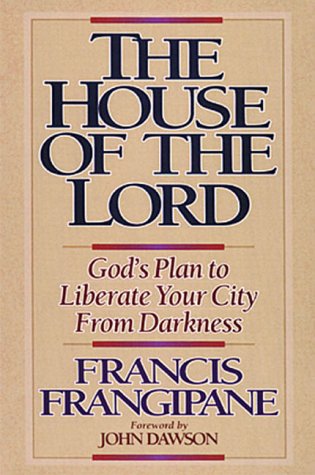 THE
HOUSE
OF THE
LORD
God's Plan to
Liberate Your City
From Darkness
FRANCIS
FRANGIPANE
Foreword by
JOHN DAWSON